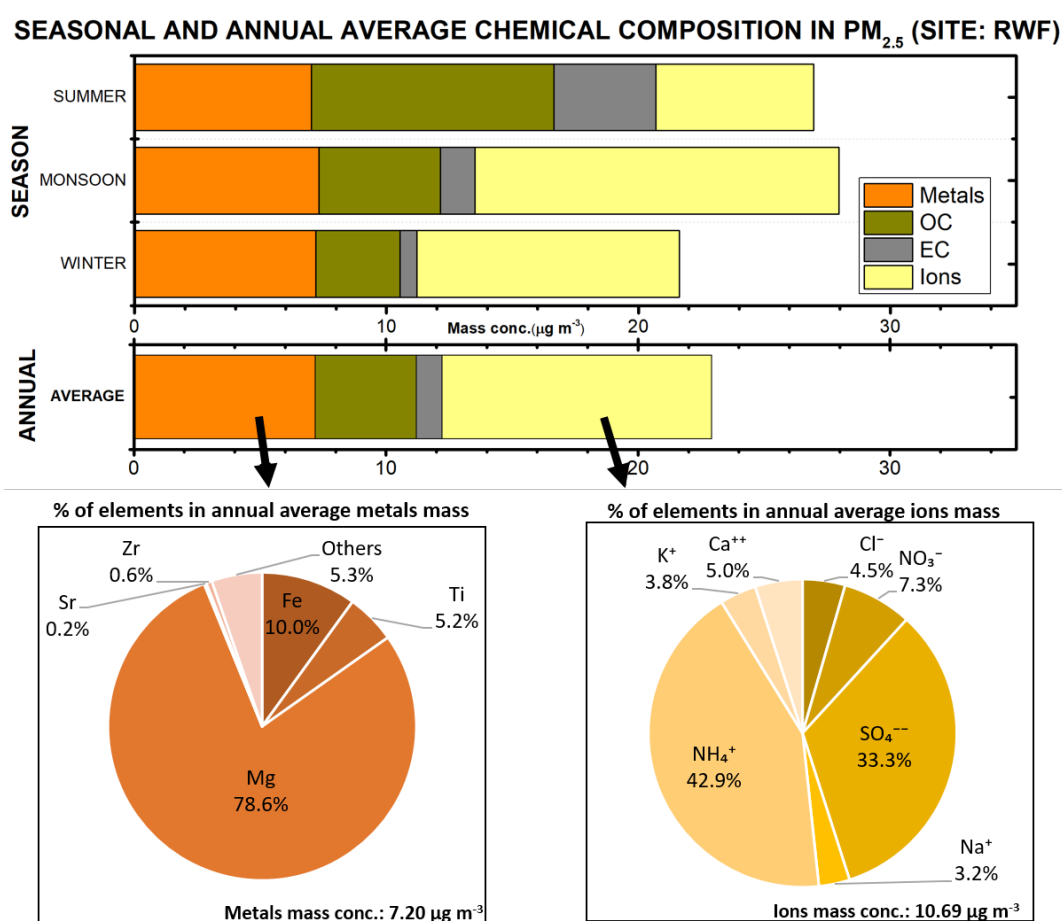 SEASONAL AND ANNUAL AVERAGE CHEMICAL COMPOSITION IN PM2.5 (SITE: RWF)
SEASON
SUMMER
MONSOON
WINTER
Metals
OC
EC
Ions
0 10 20 30
Mass conc.(μg m-3)
ANNUAL
AVERAGE
0 10 20 30
% of elements in annual average metals mass
Zr
0.6%
Others
5.3%
Sr
0.2%
Fe
10.0%
Ti
5.2%
Mg
78.6%
Metals mass conc.: 7.20 μg m-3
% of elements in annual average ions mass
K⁺
3.8%
Ca⁺⁺
5.0%
Cl⁻
4.5%
NO₃⁻
7.3%
SO₄⁻⁻
33.3%
NH₄⁺
42.9%
Na⁺
3.2%
Ions mass conc.: 10.69 μg m-3